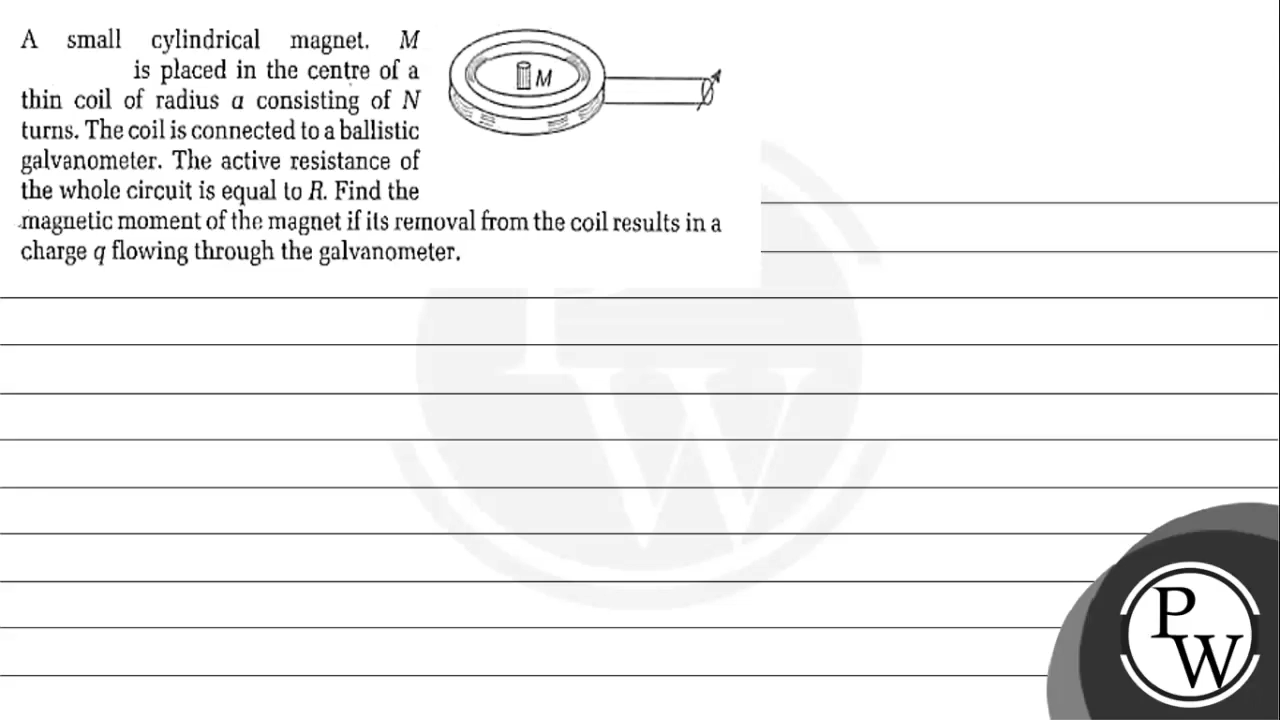 A small cylindrical magnet. M
is placed in the centre of a
thin coil of radius a consisting of N
turns. The coil is connected to a ballistic
galvanometer. The active resistance of
the whole circuit is equal to R. Find the
magnetic moment of the magnet if its removal from the coil results in a
charge q flowing through the galvanometer.
M
P
W
W